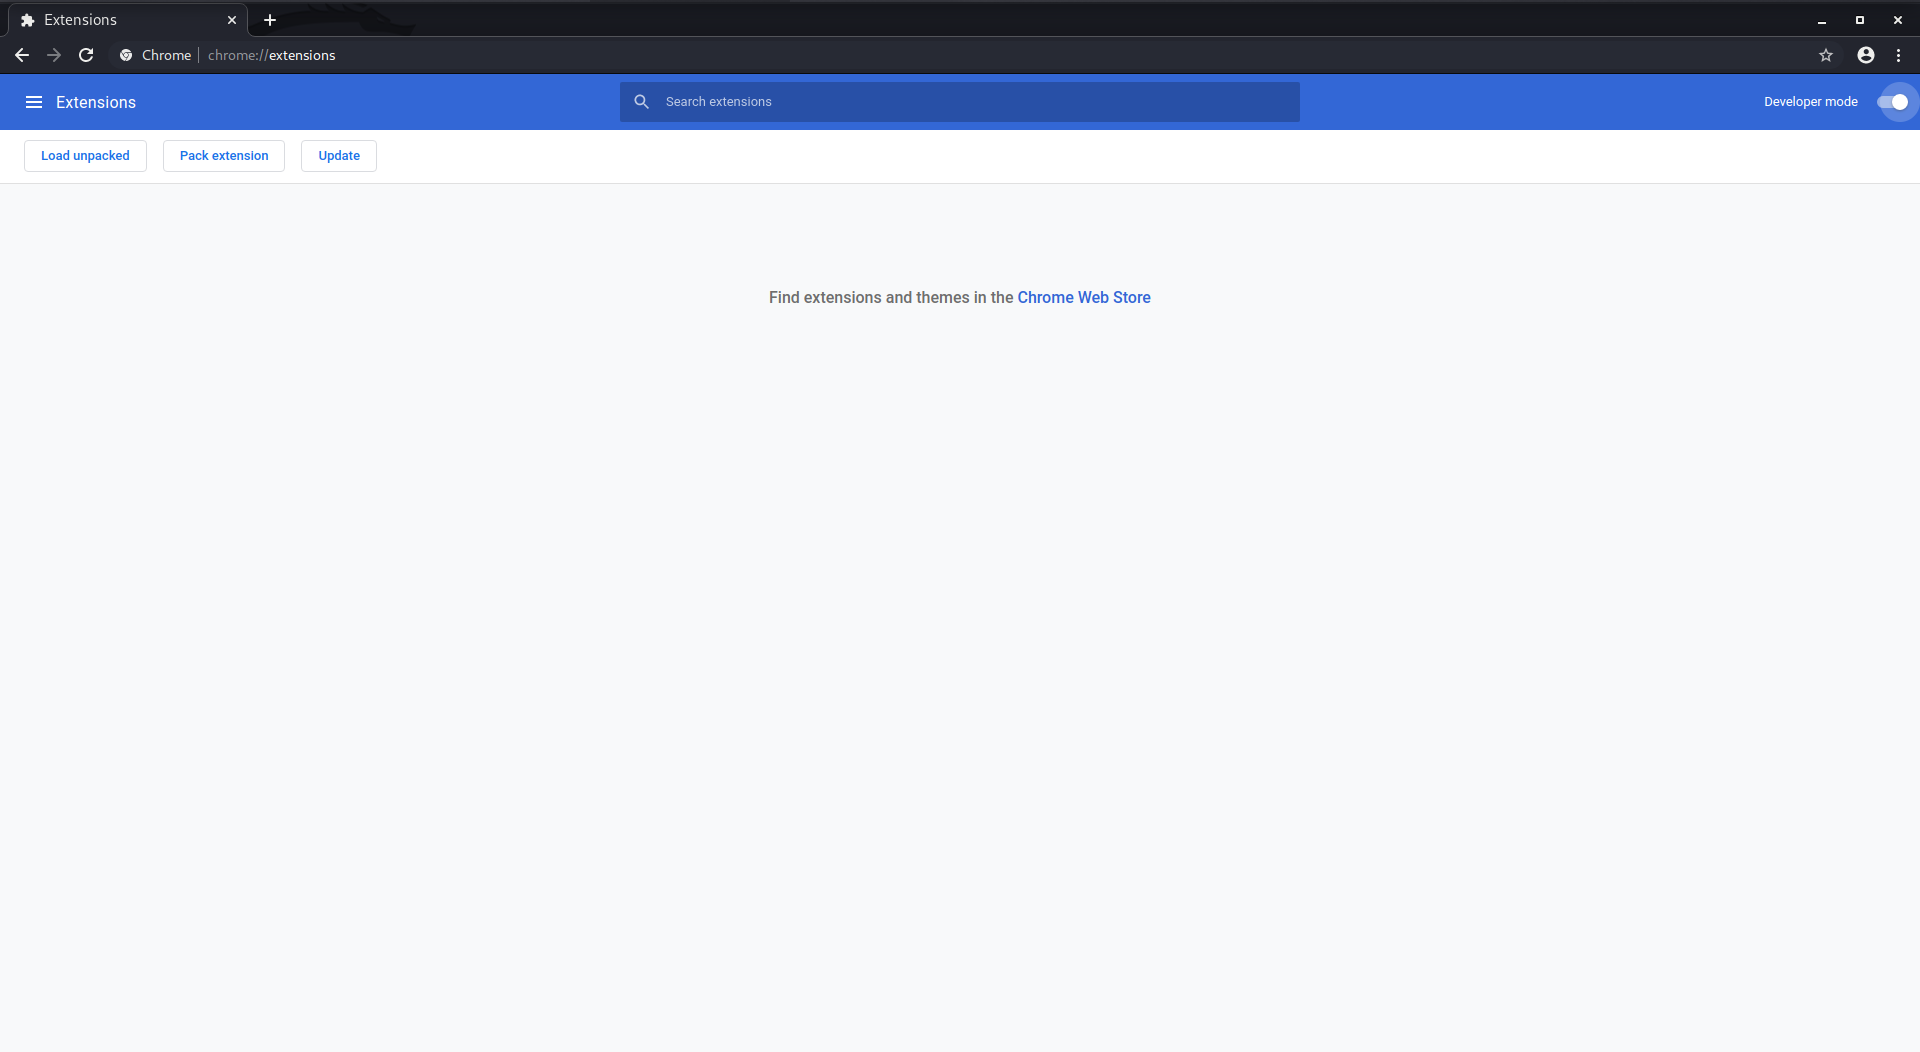 Extensions
Chrome chrome://extensions
Extensions
Search extensions
Developer mode
Load unpacked
Pack extension
Update
Find extensions and themes in the Chrome Web Store